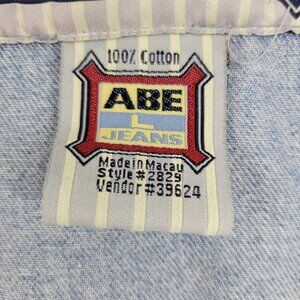 100% Cotton
ABE
L
JEANS
Made in Macau
Style #2829
Vendor #39624